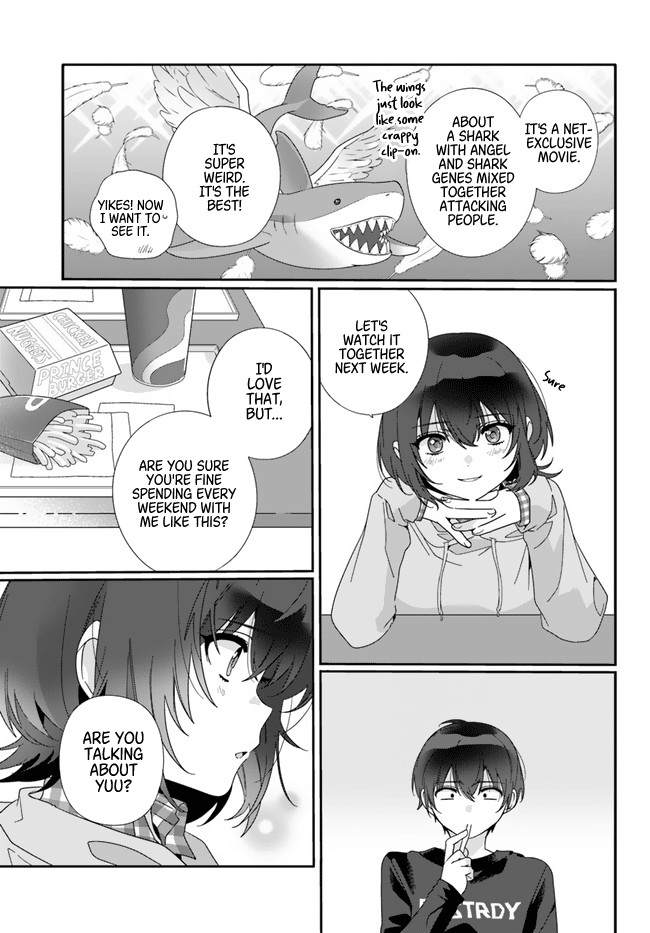 IT'S A NET-
EXCLUSIVE
MOVIE.
ABOUT
A SHARK
WITH ANGEL
AND SHARK
GENES MIXED
TOGETHER
ATTACKING
PEOPLE.
The wings
just look
like some
crappy
clip-on.
IT'S
SUPER
WEIRD.
IT'S THE
BEST!
YIKES! NOW
I WANT TO
SEE IT.
LET'S
WATCH IT
TOGETHER
NEXT WEEK.
Sure
I'D
LOVE
THAT,
BUT...
ARE YOU SURE
YOU'RE FINE
SPENDING EVERY
WEEKEND WITH
ME LIKE THIS?
CHICKEN
NUGGET
PRINCE
BURGER
D STRDY
ARE YOU
TALKING
ABOUT
YUU?